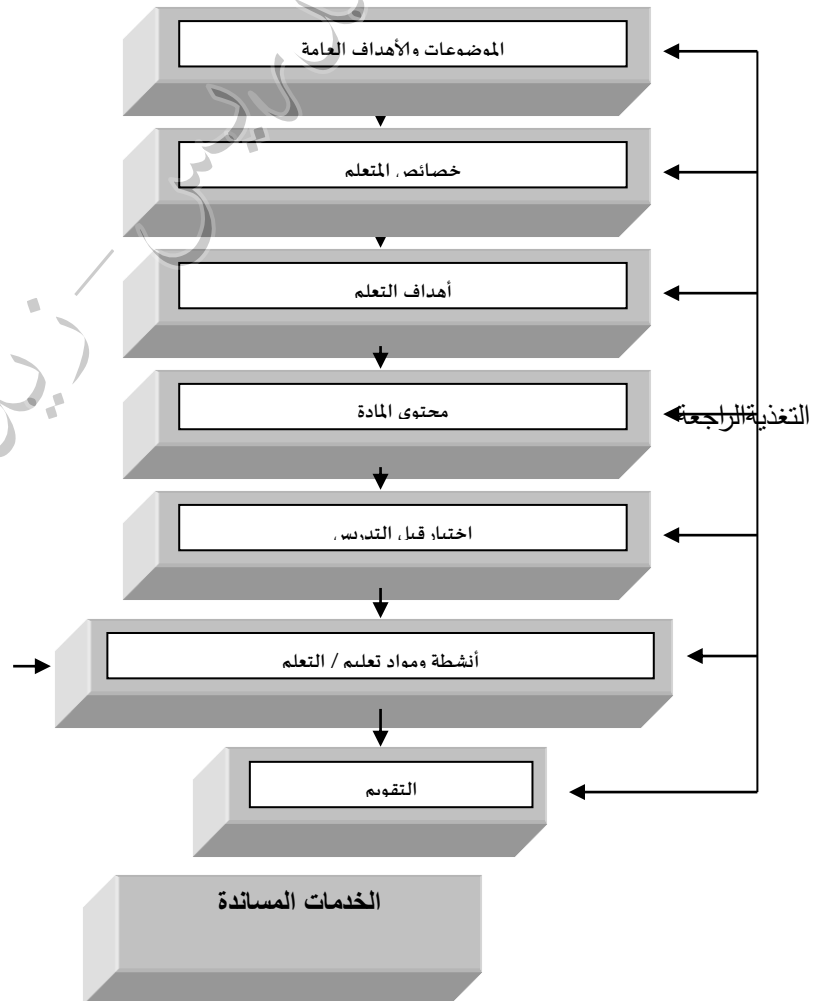 الموضوعات والأهداف العامة
خصائص المتعلم
أهداف التعلم
محتوى المادة
التغذية الراجعة
اختبار قبل التدريس
أنشطة ومواد تعليم / التعلم
التقويم
الخدمات المساندة